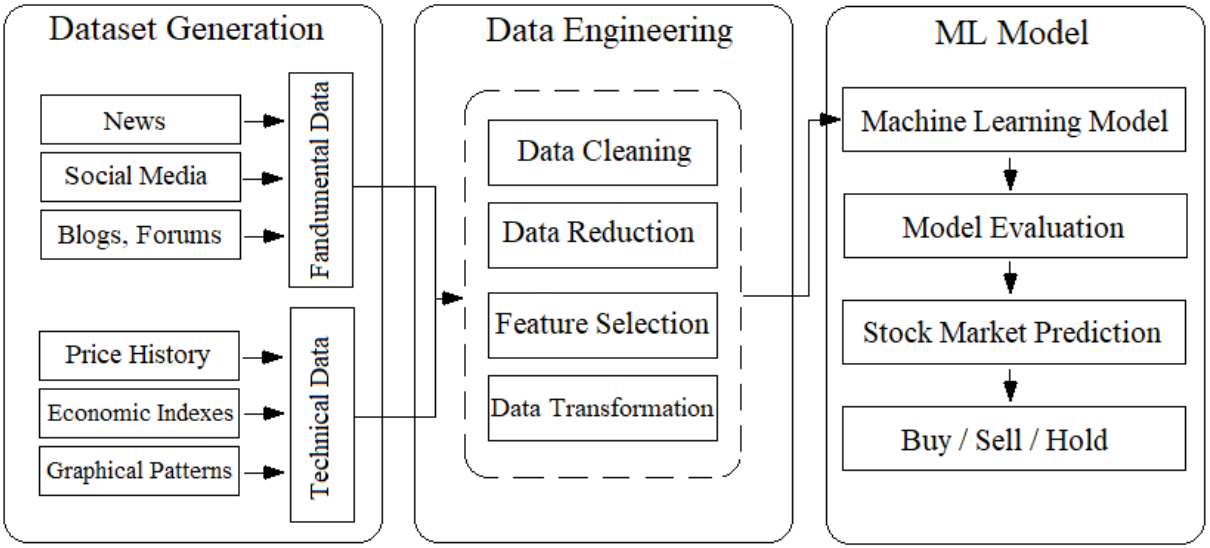 Dataset Generation
News
Social Media
Blogs, Forums
Fandumental Data
Price History
Economic Indexes
Graphical Patterns
Technical Data
Data Engineering
Data Cleaning
Data Reduction
Feature Selection
Data Transformation
ML Model
Machine Learning Model
Model Evaluation
Stock Market Prediction
Buy / Sell / Hold